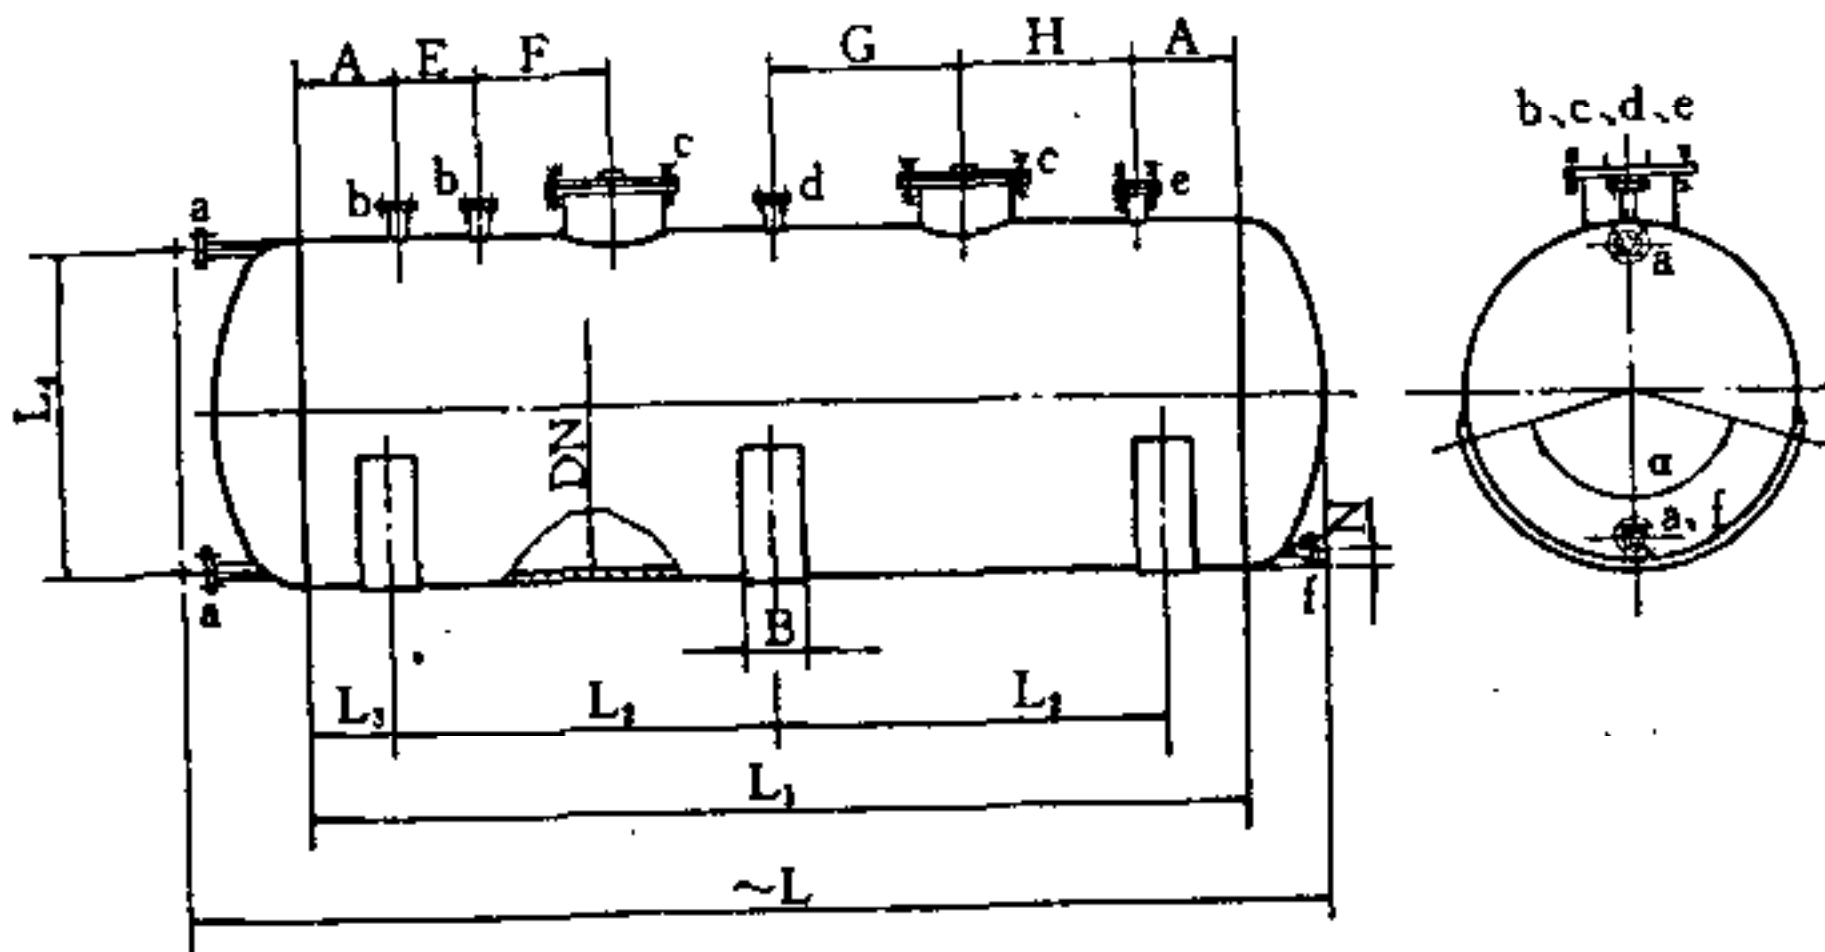 A E F G H A
b、c、d、e
a b b c d c e
a
L₄ DN α
a、f
N
a B f
L₃ L₂ L₂
L₁
~L